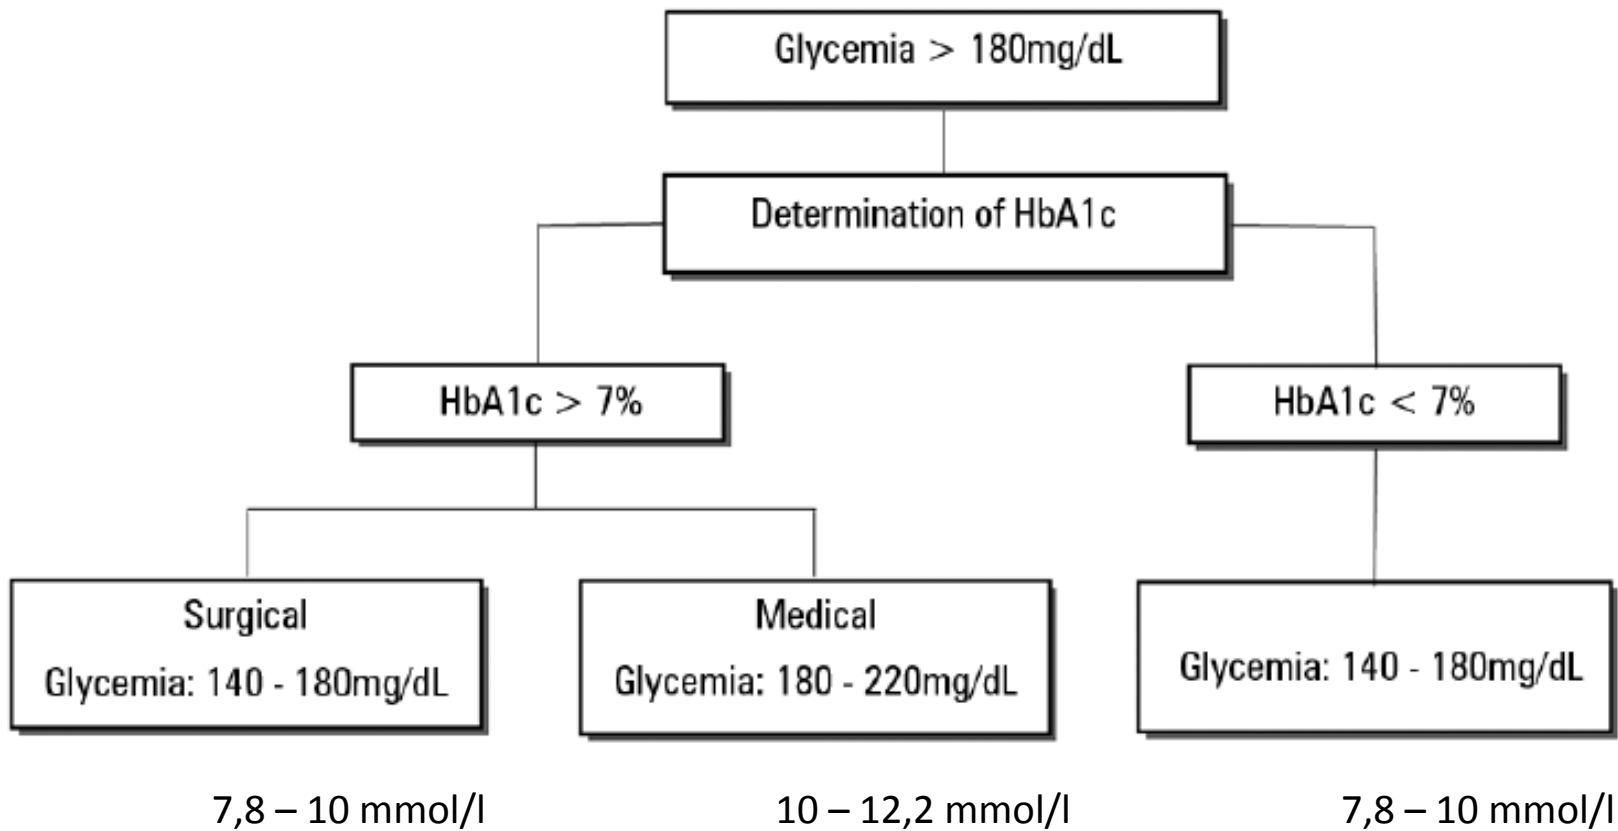 Glycemia > 180mg/dL
Determination of HbA1c
HbA1c > 7%
HbA1c < 7%
Surgical
Glycemia: 140 - 180mg/dL
Medical
Glycemia: 180 - 220mg/dL
Glycemia: 140 - 180mg/dL
7,8 – 10 mmol/l
10 – 12,2 mmol/l
7,8 – 10 mmol/l